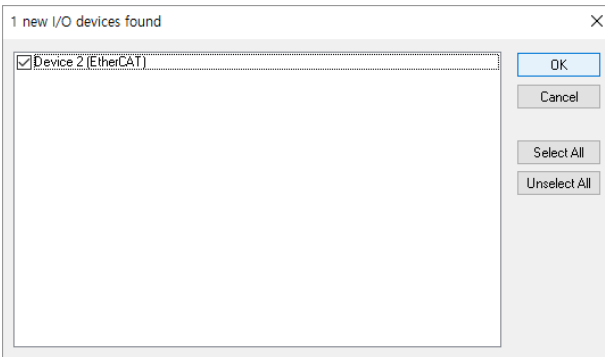 1 new I/O devices found
Device 2 (EtherCAT)
OK
Cancel
Select All
Unselect All